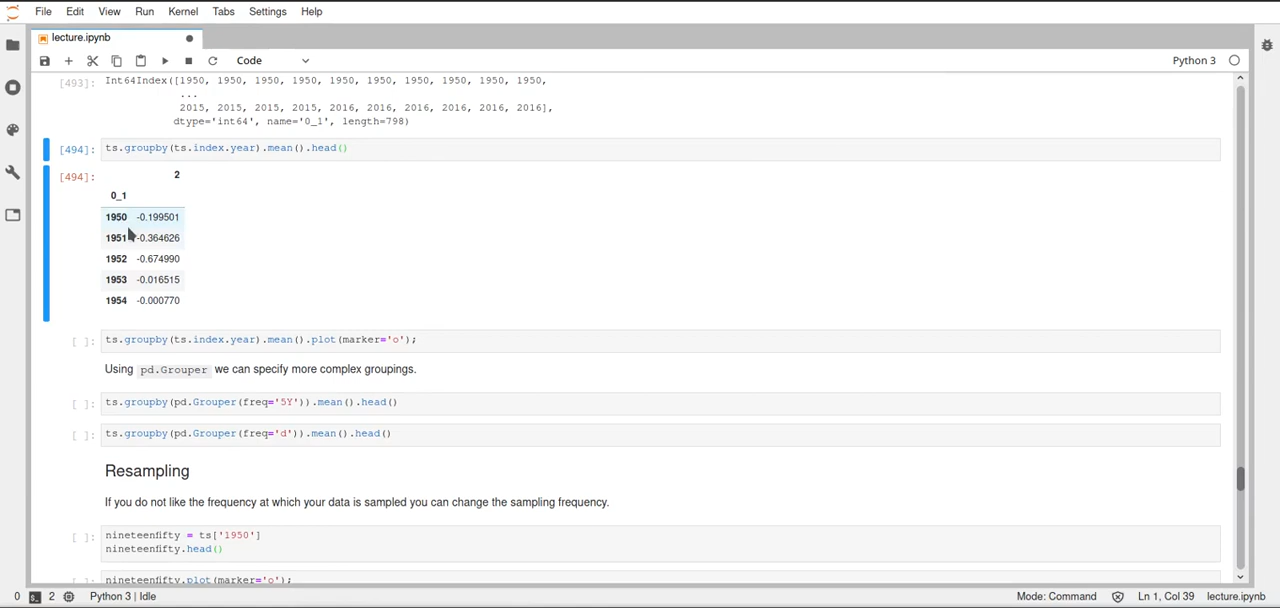 File Edit View Run Kernel Tabs Settings Help
lecture.ipynb
Code Python 3
[493]: Int64Index([1950, 1950, 1950, 1950, 1950, 1950, 1950, 1950, 1950, 1950,
...
2015, 2015, 2015, 2015, 2016, 2016, 2016, 2016, 2016, 2016],
dtype='int64', name='0_1', length=798)
[494]: ts.groupby(ts.index.year).mean().head()
[494]: 2
0_1
1950 -0.199501
1951 -0.364626
1952 -0.674990
1953 -0.016515
1954 -0.000770
[ ]: ts.groupby(ts.index.year).mean().plot(marker='o');
Using pd.Grouper we can specify more complex groupings.
[ ]: ts.groupby(pd.Grouper(freq='5Y')).mean().head()
[ ]: ts.groupby(pd.Grouper(freq='d')).mean().head()
Resampling
If you do not like the frequency at which your data is sampled you can change the sampling frequency.
[ ]: nineteenfifty = ts['1950']
nineteenfifty.head()
[ ]: nineteenfifty.plot(marker='o');
0 2 Python 3 | Idle Mode: Command Ln 1, Col 39 lecture.ipynb